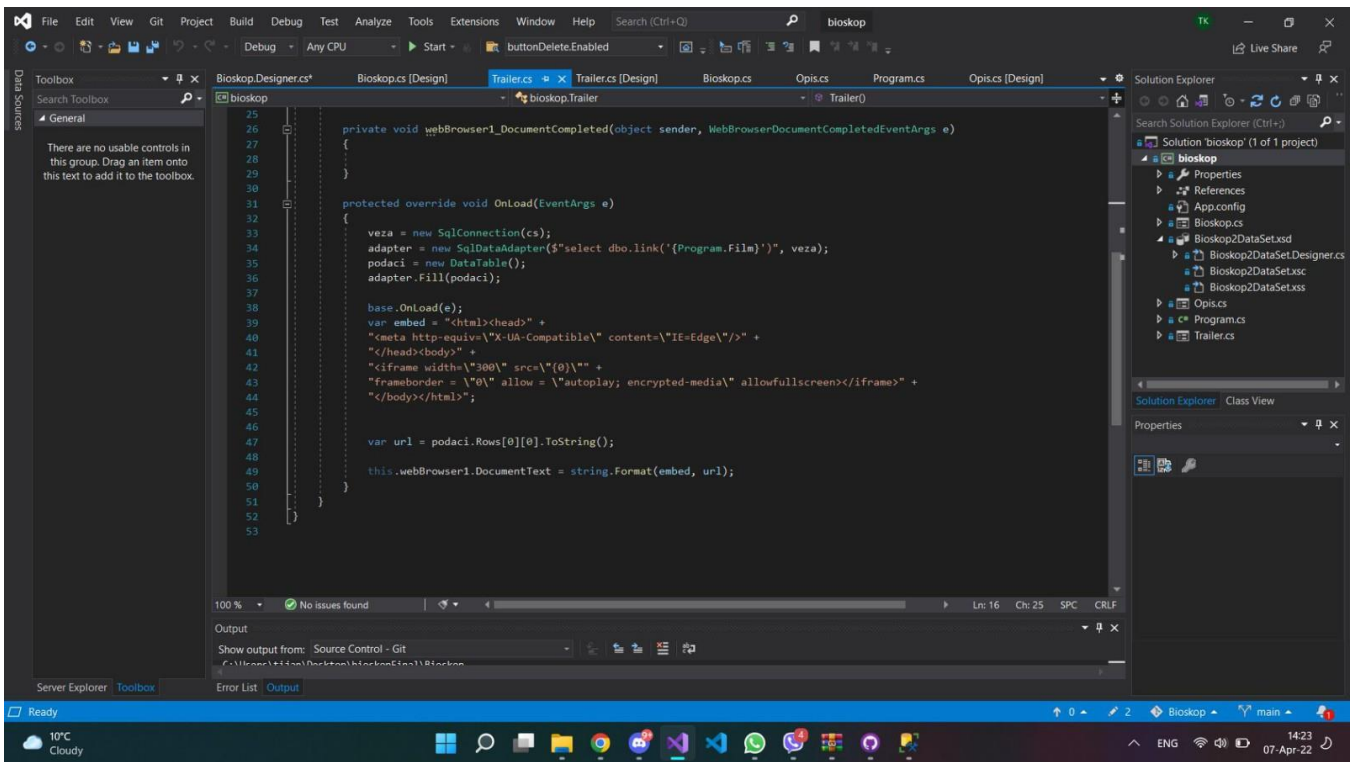 File Edit View Git Project Build Debug Test Analyze Tools Extensions Window Help Search (Ctrl+Q) bioskop TK
Debug Any CPU Start buttonDelete.Enabled Live Share
Data Sources
Toolbox
Search Toolbox
General
There are no usable controls in
this group. Drag an item onto
this text to add it to the toolbox.
Bioskop.Designer.cs* Bioskop.cs [Design] Trailer.cs Trailer.cs [Design] Bioskop.cs Opis.cs Program.cs Opis.cs [Design]
bioskop bioskop.Trailer Trailer()
25
26 private void webBrowser1_DocumentCompleted(object sender, WebBrowserDocumentCompletedEventArgs e)
27 {
28
29 }
30
31 protected override void OnLoad(EventArgs e)
32 {
33 veza = new SqlConnection(cs);
34 adapter = new SqlDataAdapter($"select dbo.link('{Program.Film}')", veza);
35 podaci = new DataTable();
36 adapter.Fill(podaci);
37
38 base.OnLoad(e);
39 var embed = "<html><head>" +
40 "<meta http-equiv=\"X-UA-Compatible\" content=\"IE=Edge\"/>" +
41 "</head><body>" +
42 "<iframe width=\"300\" src=\"{0}\"" +
43 "frameborder = \"0\" allow = \"autoplay; encrypted-media\" allowfullscreen></iframe>" +
44 "</body></html>";
45
46
47 var url = podaci.Rows[0][0].ToString();
48
49 this.webBrowser1.DocumentText = string.Format(embed, url);
50 }
51 }
52 }
53
100 % No issues found Ln: 16 Ch: 25 SPC CRLF
Output
Show output from: Source Control - Git
C:\Users\tijan\Desktop\bioskopFinal\Bioskop
Error List Output
Server Explorer Toolbox
Solution Explorer
Search Solution Explorer (Ctrl+;)
Solution 'bioskop' (1 of 1 project)
bioskop
Properties
References
App.config
Bioskop.cs
Bioskop2DataSet.xsd
Bioskop2DataSet.Designer.cs
Bioskop2DataSet.xsc
Bioskop2DataSet.xss
Opis.cs
Program.cs
Trailer.cs
Solution Explorer Class View
Properties
Ready 0 2 Bioskop main 1
10°C
Cloudy
ENG 14:23
07-Apr-22